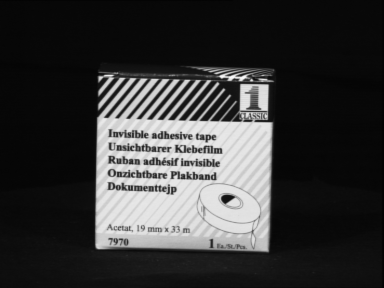 1
CLASSIC
Invisible adhesive tape
Unsichtbarer Klebefilm
Ruban adhésif invisible
Onzichtbare Plakband
Dokumenttejp
Acetat, 19 mm x 33 m
7970 1 Ea./St./Pce.